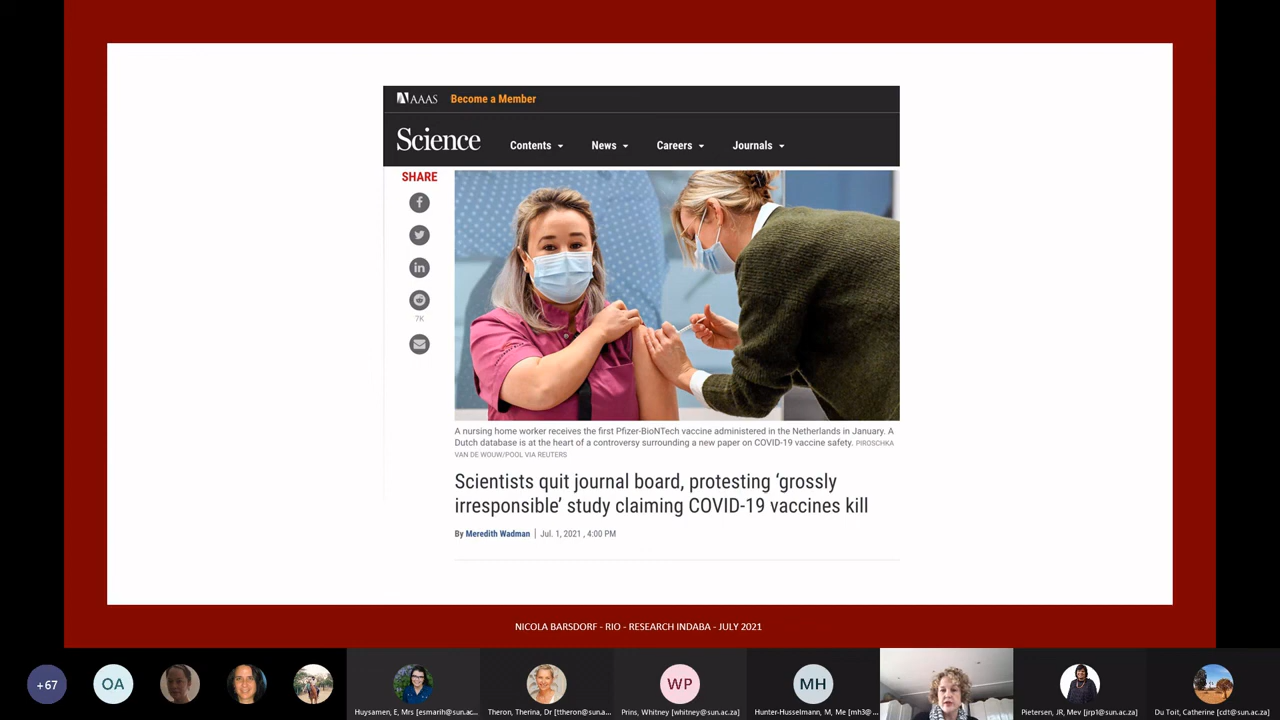 AAAS
Become a Member
Science
Contents
News
Careers
Journals
SHARE
7K
A nursing home worker receives the first Pfizer-BioNTech vaccine administered in the Netherlands in January. A
Dutch database is at the heart of a controversy surrounding a new paper on COVID-19 vaccine safety. PIROSCHKA
VAN DE WOUW/POOL VIA REUTERS
Scientists quit journal board, protesting ‘grossly
irresponsible’ study claiming COVID-19 vaccines kill
By Meredith Wadman | Jul. 1, 2021 , 4:00 PM
NICOLA BARSDORF - RIO - RESEARCH INDABA - JULY 2021
+67
OA
WP
MH
Huysamen, E, Mrs [esmarih@sun.ac...
Theron, Therina, Dr [ttheron@sun.a...
Prins, Whitney [whitney@sun.ac.za]
Hunter-Husselmann, M, Me [mh3@...
Pietersen, JR, Mev [jrp1@sun.ac.za]
Du Toit, Catherine [cdt@sun.ac.za]